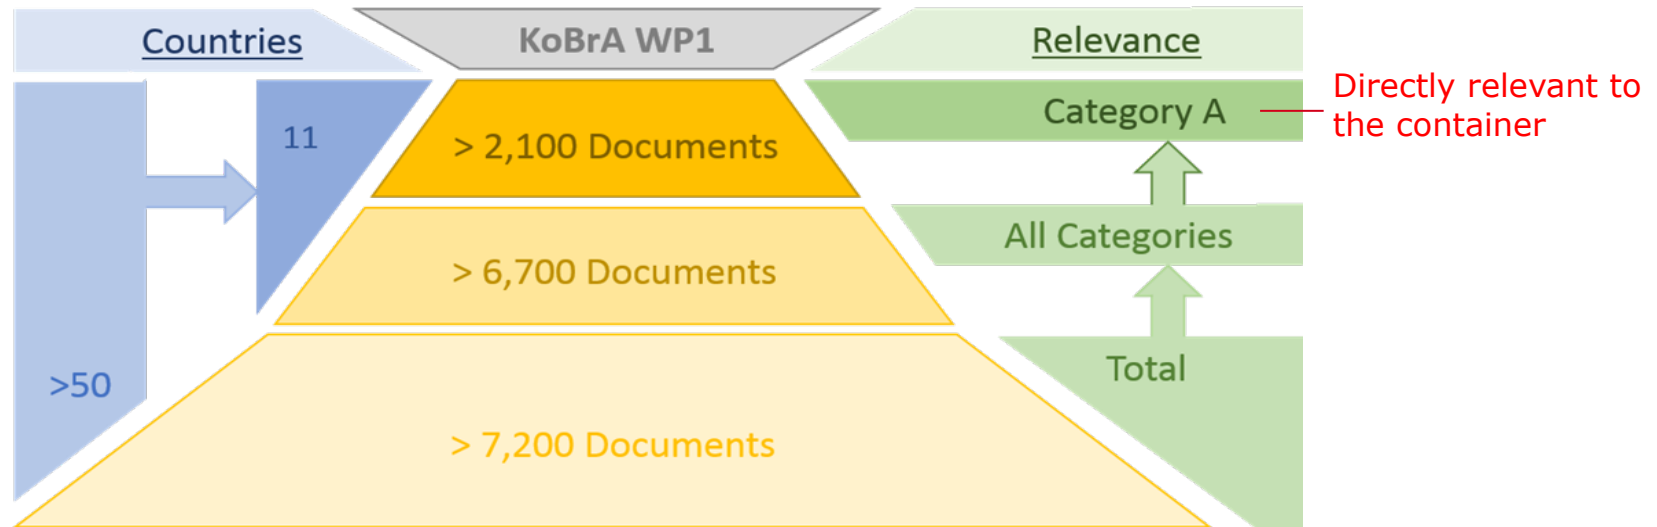 Countries
KoBrA WP1
Relevance
11
> 2,100 Documents
Category A
Directly relevant to
the container
> 6,700 Documents
All Categories
>50
> 7,200 Documents
Total